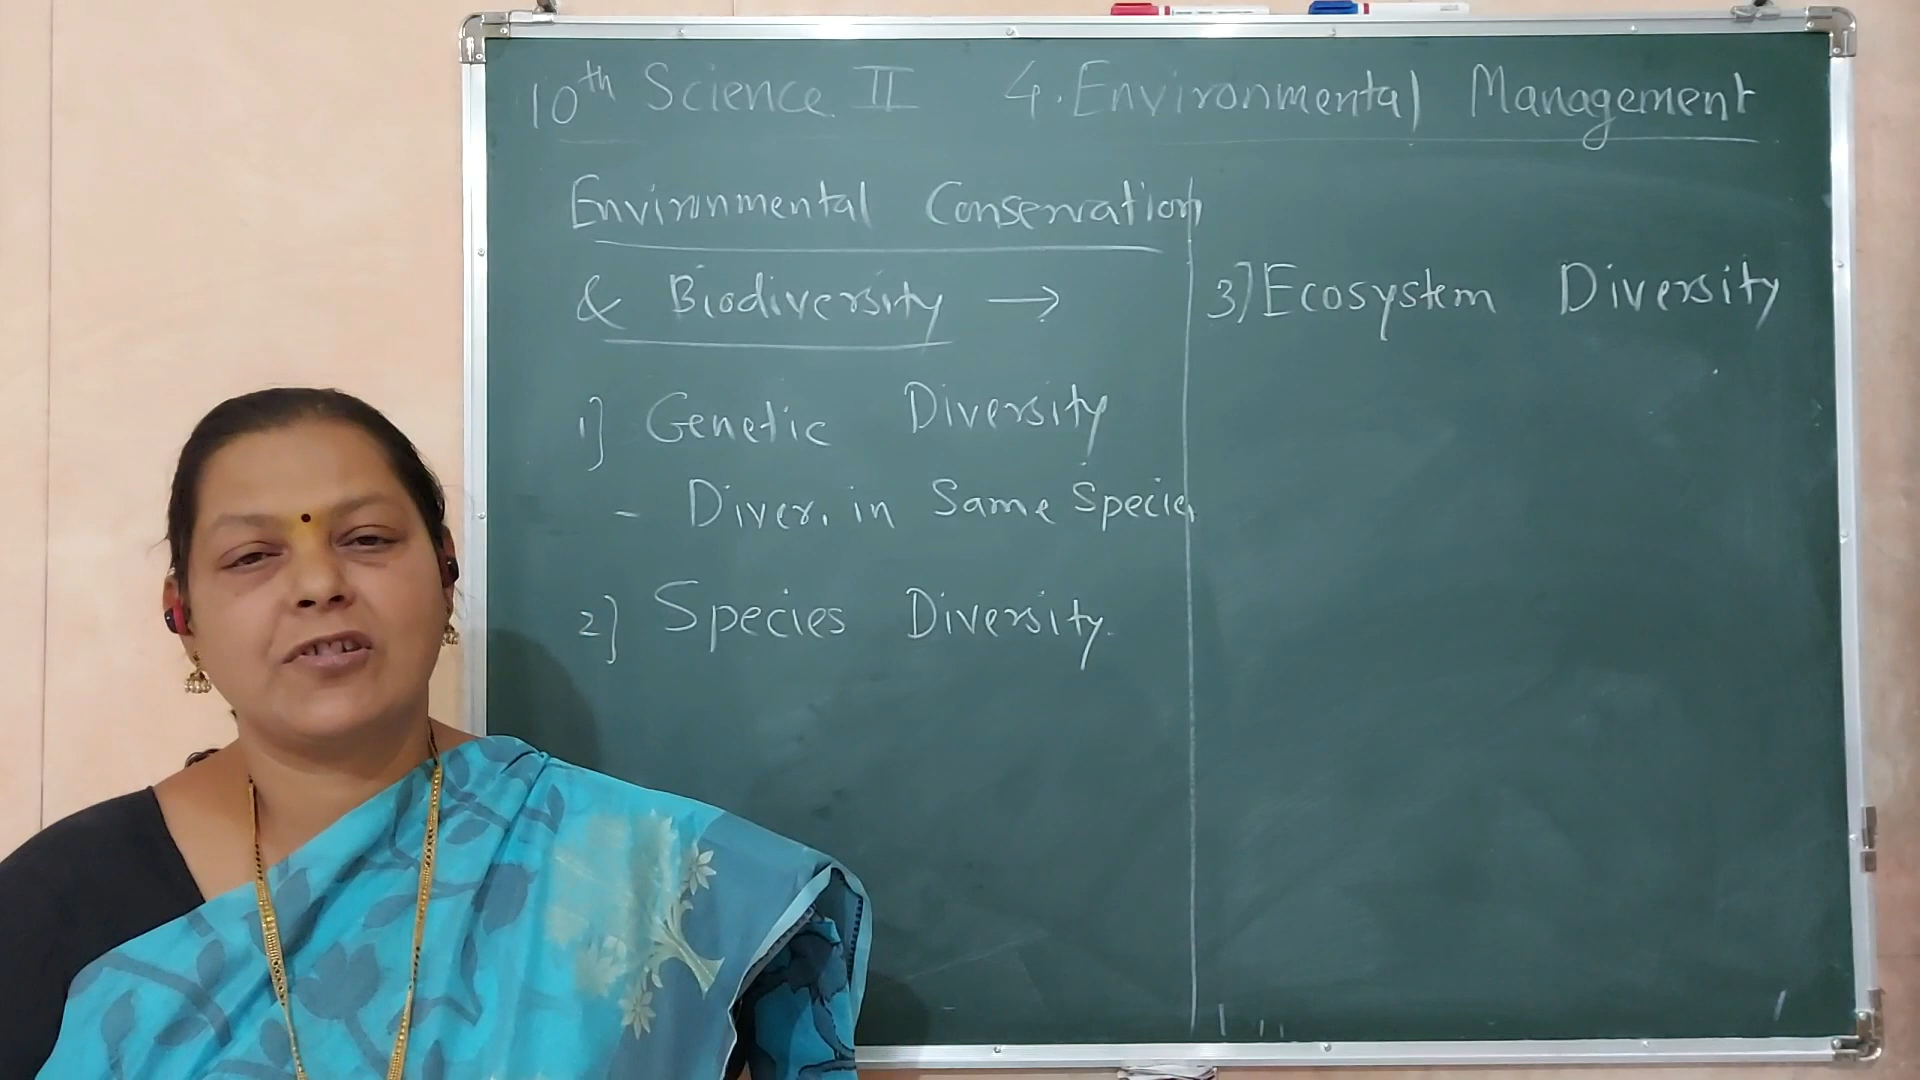 10th Science II 4. Environmental Management
Environmental Conservation
& Biodiversity →
1] Genetic Diversity
- Diver. in Same Species
2] Species Diversity.
3] Ecosystem Diversity